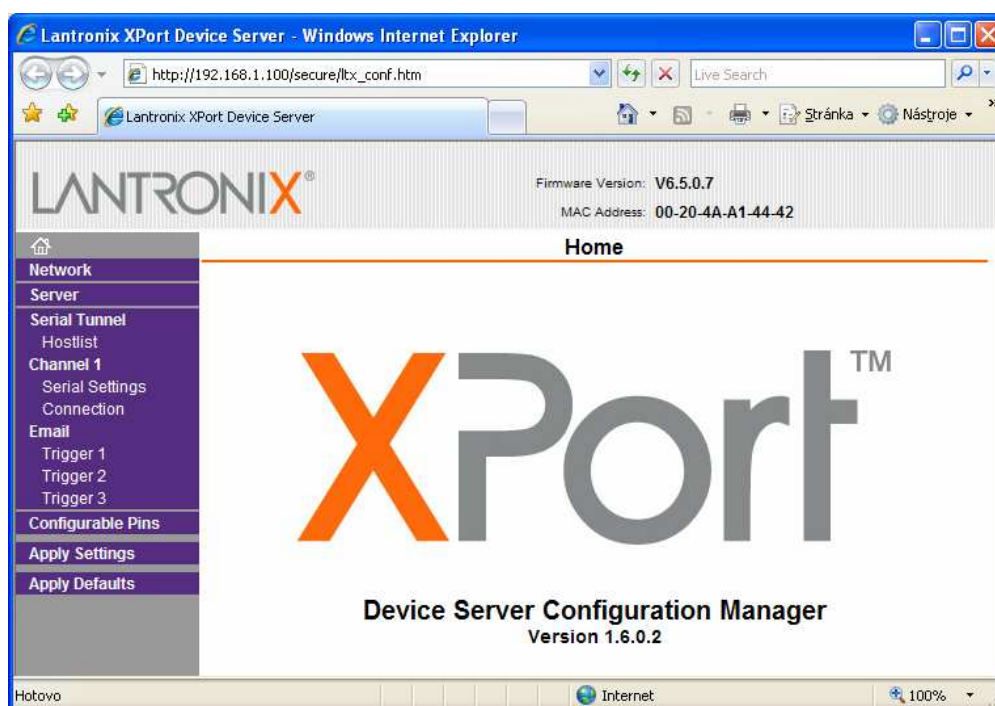 Lantronix XPort Device Server - Windows Internet Explorer
http://192.168.1.100/secure/ltx_conf.htm
Live Search
Lantronix XPort Device Server
Stránka
Nástroje
»
LANTRONIX®
Firmware Version: V6.5.0.7
MAC Address: 00-20-4A-A1-44-42
Home
Network
Server
Serial Tunnel
Hostlist
Channel 1
Serial Settings
Connection
Email
Trigger 1
Trigger 2
Trigger 3
Configurable Pins
Apply Settings
Apply Defaults
XPort™
Device Server Configuration Manager
Version 1.6.0.2
Hotovo
Internet
100%